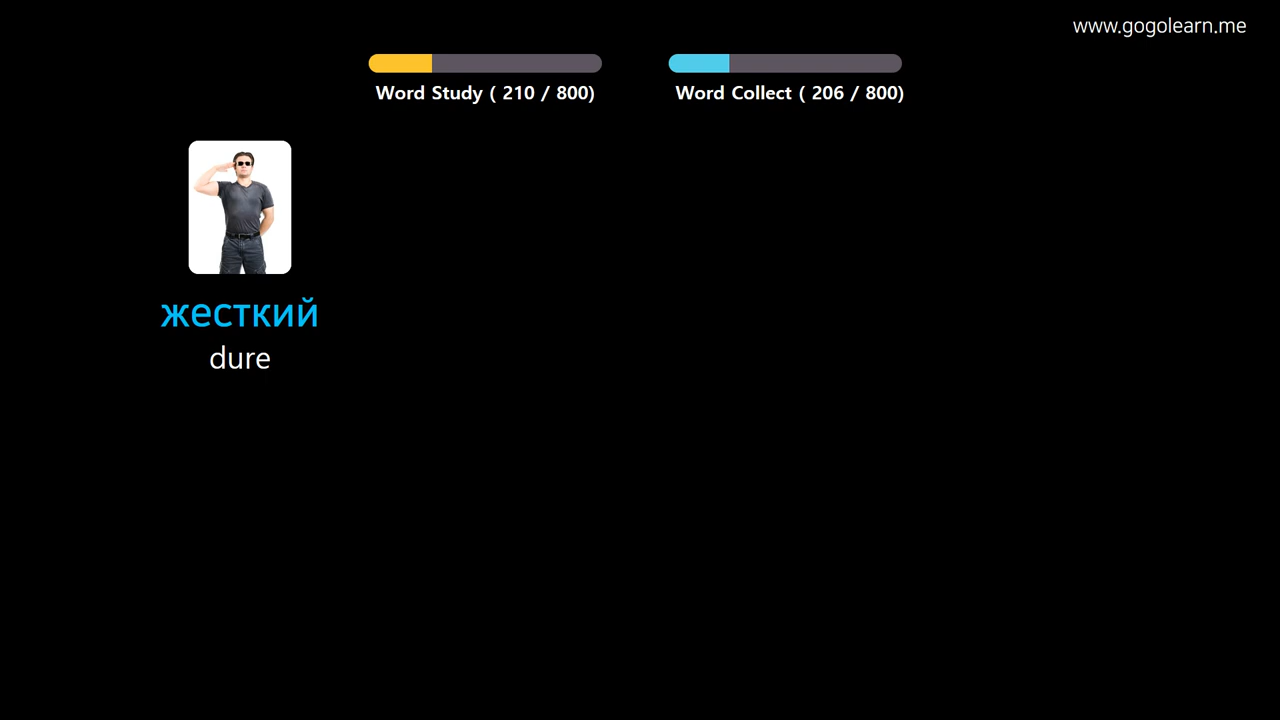 www.gogolearn.me
Word Study ( 210 / 800)
Word Collect ( 206 / 800)
жесткий
dure